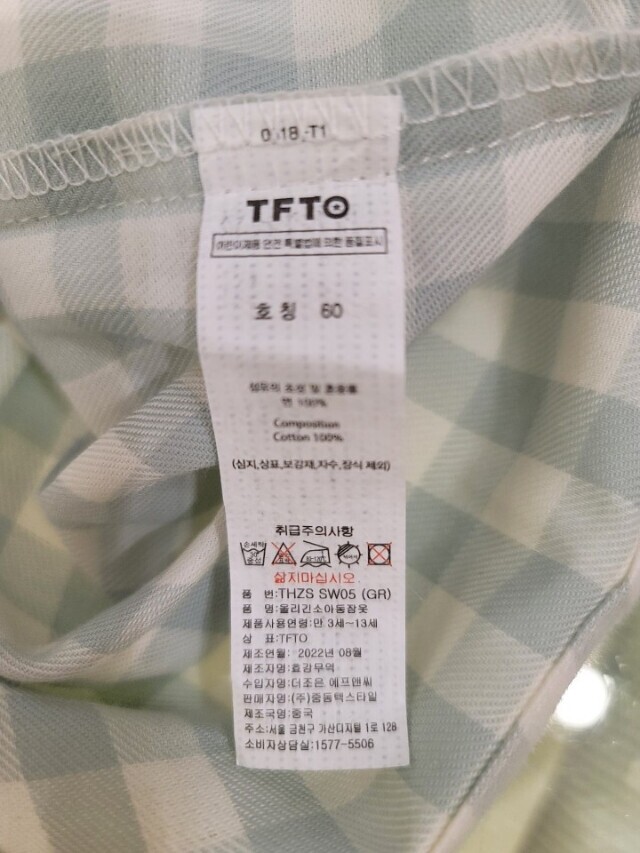 TFTO
어린이제품 안전 특별법에 의한 품질표시
호칭 60
섬유의 조성 및 혼용률
면 100%
Composition
Cotton 100%
(심지,상표,보강재,자수,장식 제외)
취급주의사항
손세탁
삶지마십시오
품 번:THZS SW05 (GR)
품 명:올리긴소아동잠옷
제품사용연령:만 3세~13세
상 표:TFTO
제조연월: 2022년 08월
제조자명:효강무역
수입자명:더조은 에프앤씨
판매자명:(주)줌동텍스타일
제조국명:중국
주소:서울 금천구 가산디지털 1로 128
소비자상담실:1577-5506